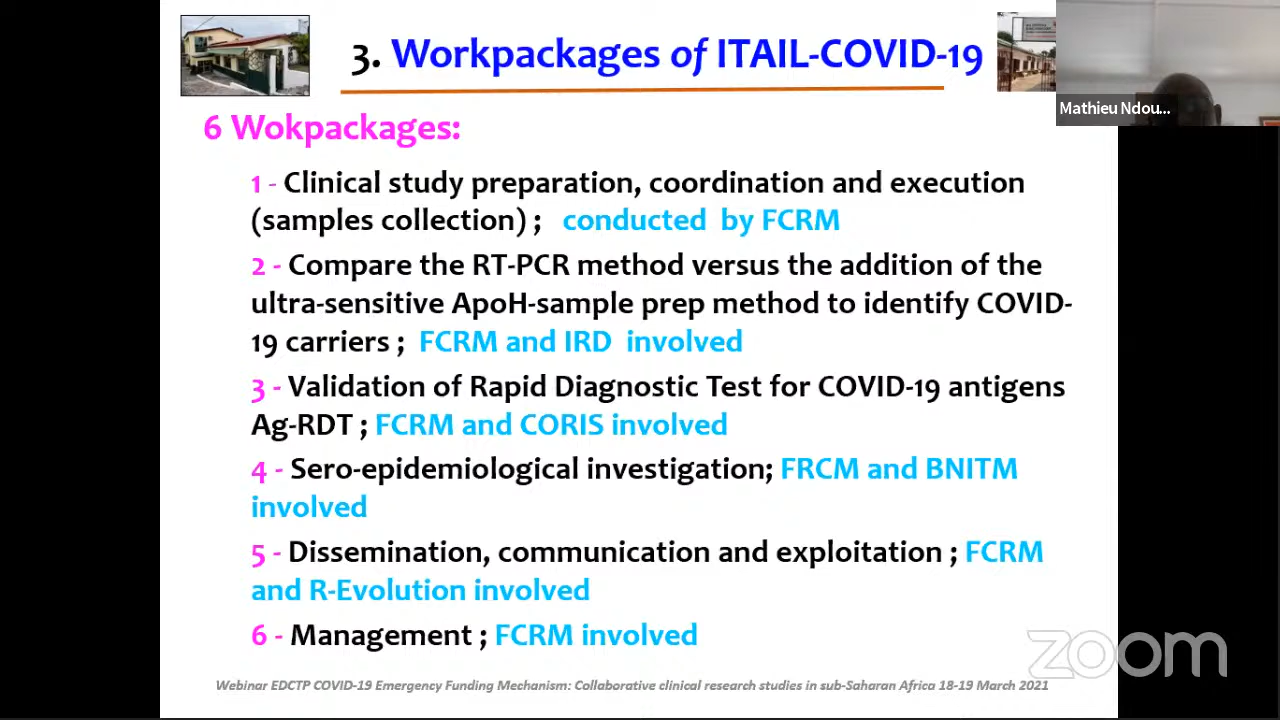 3. Workpackages of ITAIL-COVID-19
Mathieu Ndou...
6 Wokpackages:
1 - Clinical study preparation, coordination and execution
(samples collection) ; conducted by FCRM
2 - Compare the RT-PCR method versus the addition of the
ultra-sensitive ApoH-sample prep method to identify COVID-
19 carriers ; FCRM and IRD involved
3 - Validation of Rapid Diagnostic Test for COVID-19 antigens
Ag-RDT ; FCRM and CORIS involved
4 - Sero-epidemiological investigation; FRCM and BNITM
involved
5 - Dissemination, communication and exploitation ; FCRM
and R-Evolution involved
6 - Management ; FCRM involved
zoom
Webinar EDCTP COVID-19 Emergency Funding Mechanism: Collaborative clinical research studies in sub-Saharan Africa 18-19 March 2021